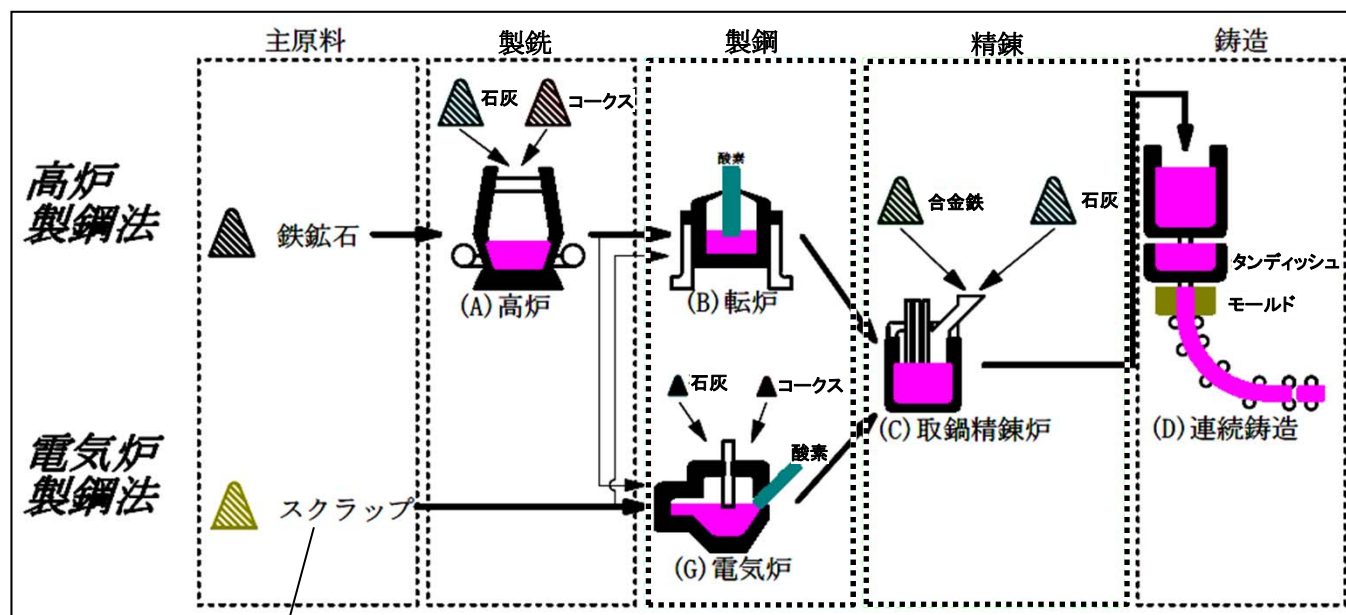 主原料
製銑
製鋼
精錬
鋳造
石灰
コークス
酸素
高炉
製鋼法
鉄鉱石
合金鉄
石灰
タンディッシュ
モールド
(A)高炉
(B)転炉
石灰
コークス
(C)取鍋精錬炉
(D)連続鋳造
電気炉
製鋼法
酸素
スクラップ
(G)電気炉